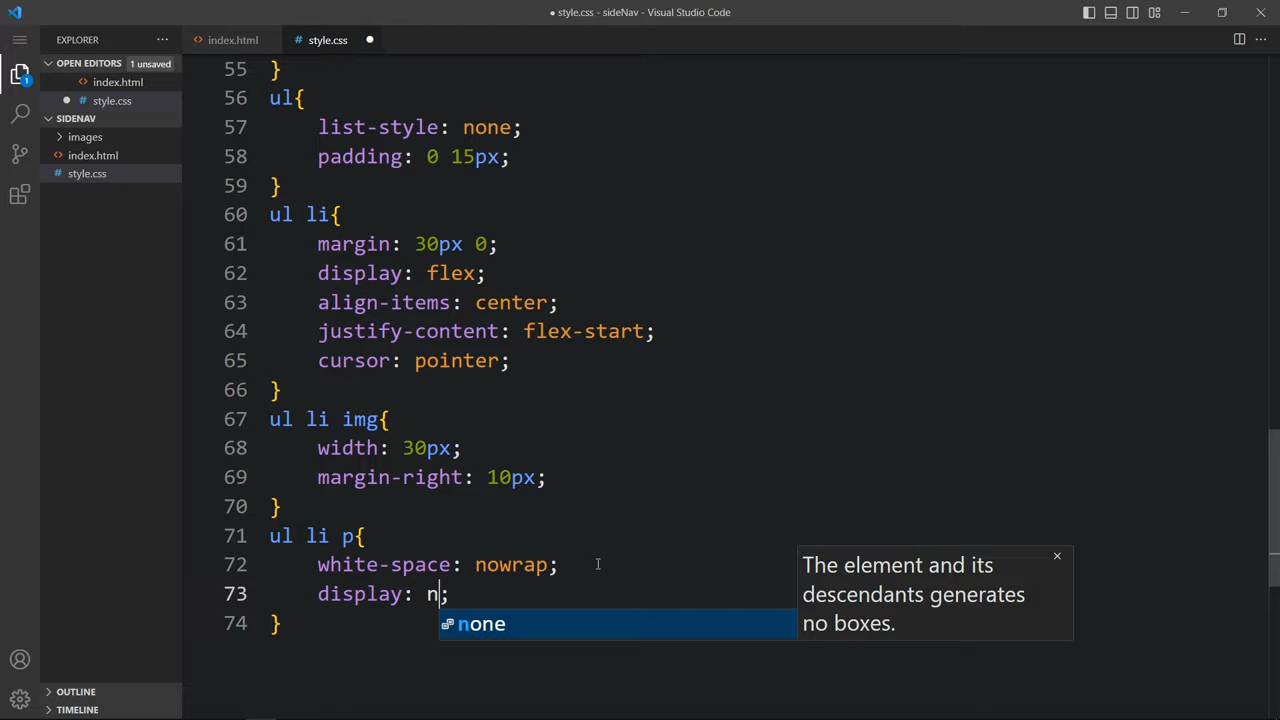 ● style.css - sideNav - Visual Studio Code
EXPLORER
index.html
style.css
OPEN EDITORS 1 unsaved
index.html
style.css
SIDENAV
images
index.html
style.css
OUTLINE
TIMELINE
1
55 }
56 ul{
57 list-style: none;
58 padding: 0 15px;
59 }
60 ul li{
61 margin: 30px 0;
62 display: flex;
63 align-items: center;
64 justify-content: flex-start;
65 cursor: pointer;
66 }
67 ul li img{
68 width: 30px;
69 margin-right: 10px;
70 }
71 ul li p{
72 white-space: nowrap;
73 display: n;
74 }
none
The element and its
descendants generates
no boxes.